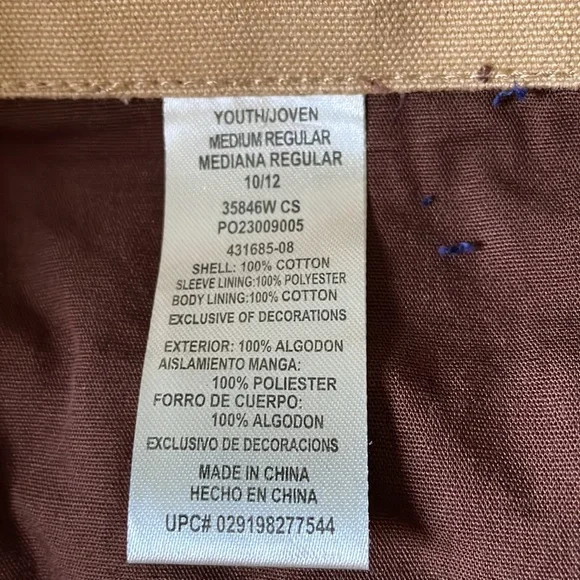 YOUTH/JOVEN
MEDIUM REGULAR
MEDIANA REGULAR
10/12
35846W CS
PO23009005
431685-08
SHELL: 100% COTTON
SLEEVE LINING:100% POLYESTER
BODY LINING:100% COTTON
EXCLUSIVE OF DECORATIONS
EXTERIOR: 100% ALGODON
AISLAMIENTO MANGA:
100% POLIESTER
FORRO DE CUERPO:
100% ALGODON
EXCLUSIVO DE DECORACIONS
MADE IN CHINA
HECHO EN CHINA
UPC# 029198277544